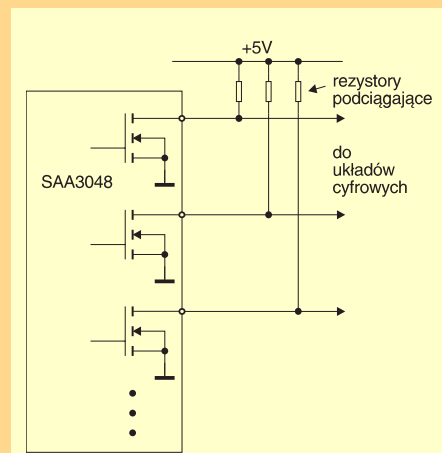 +5V
rezystory
podciągające
do
układów
cyfrowych
SAA3048